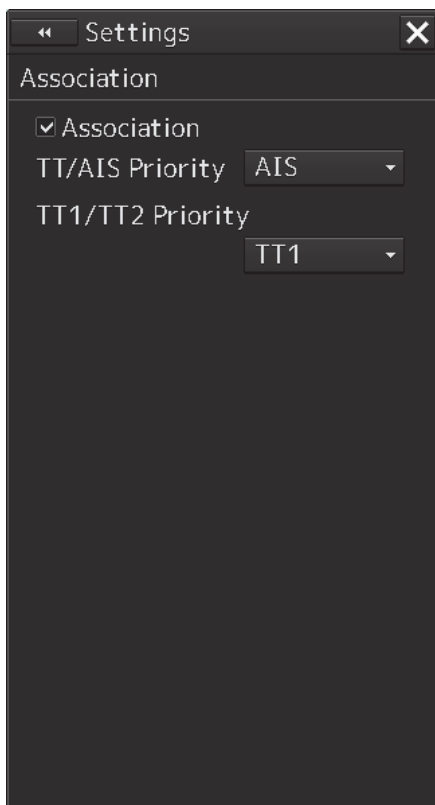 Settings
Association
Association
TT/AIS Priority AIS
TT1/TT2 Priority
TT1